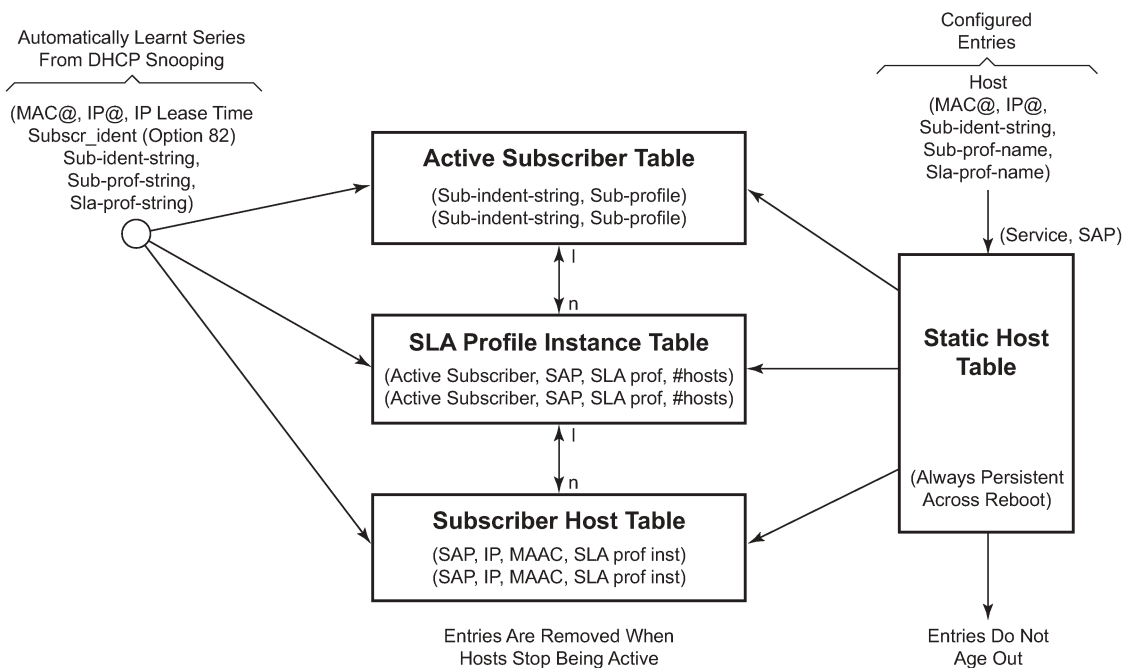 Automatically Learnt Series
From DHCP Snooping
(MAC@, IP@, IP Lease Time
Subscr_ident (Option 82)
Sub-ident-string,
Sub-prof-string,
Sla-prof-string)
Configured
Entries
Host
(MAC@, IP@,
Sub-ident-string,
Sub-prof-name,
Sla-prof-name)
(Service, SAP)
Active Subscriber Table
(Sub-indent-string, Sub-profile)
(Sub-indent-string, Sub-profile)
l
n
SLA Profile Instance Table
(Active Subscriber, SAP, SLA prof, #hosts)
(Active Subscriber, SAP, SLA prof, #hosts)
l
n
Subscriber Host Table
(SAP, IP, MAAC, SLA prof inst)
(SAP, IP, MAAC, SLA prof inst)
Entries Are Removed When
Hosts Stop Being Active
Static Host
Table
(Always Persistent
Across Reboot)
Entries Do Not
Age Out